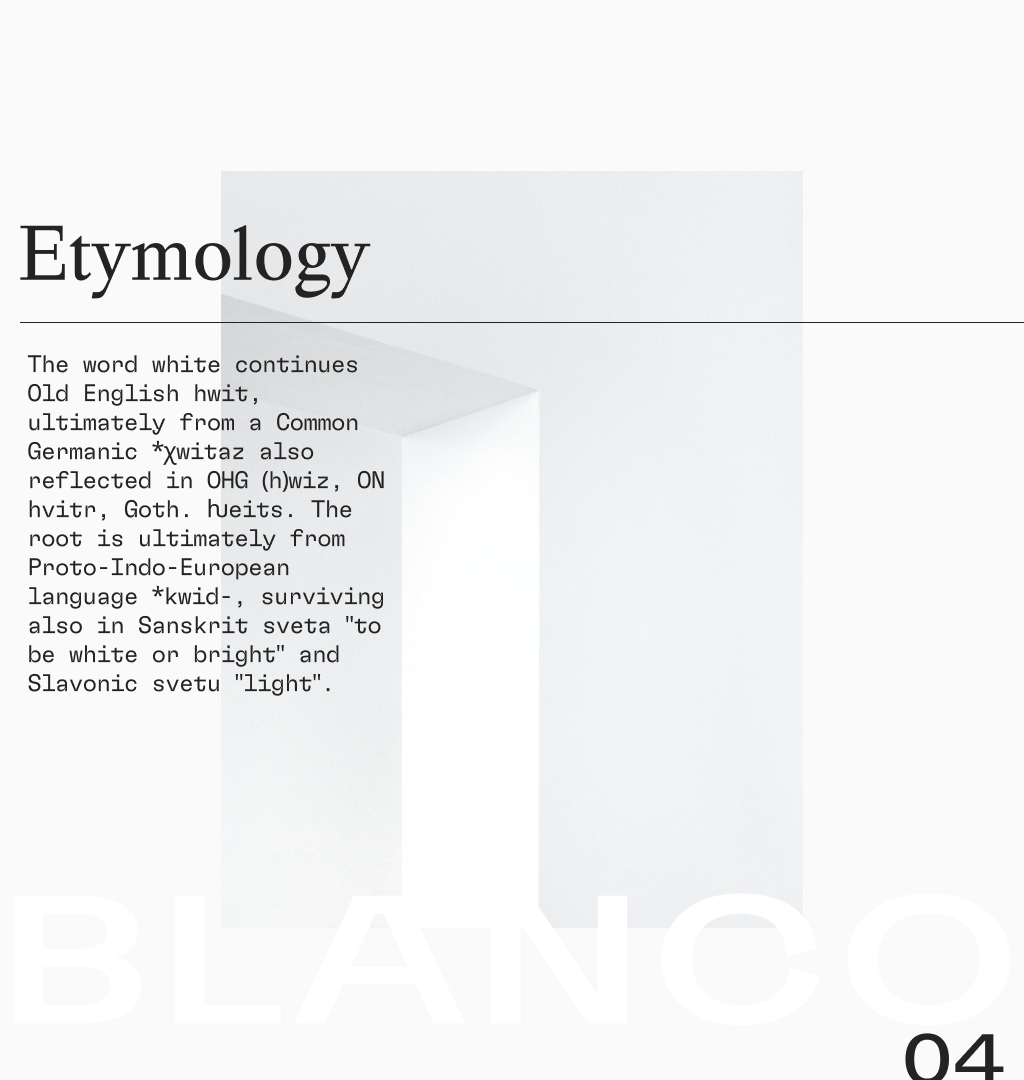 Etymology
The word white continues
Old English hwit,
ultimately from a Common
Germanic *χwitaz also
reflected in OHG (h)wiz, ON
hvitr, Goth. ƕeits. The
root is ultimately from
Proto-Indo-European
language *kwid-, surviving
also in Sanskrit sveta "to
be white or bright" and
Slavonic svetu "light".
BLANCO
04